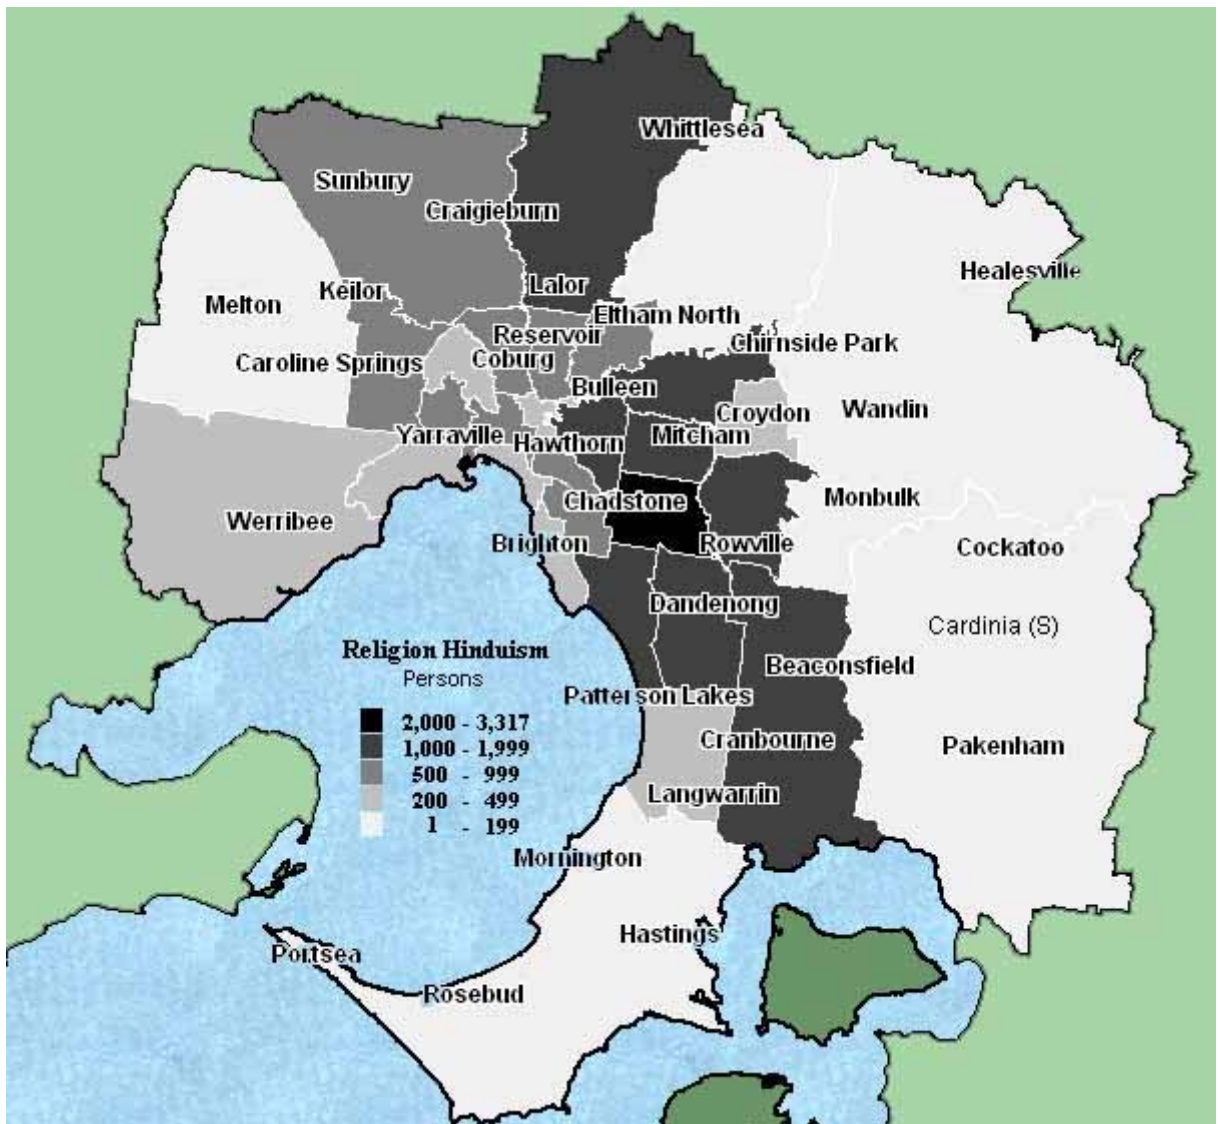 Whittlesea
Sunbury
Craigieburn
Healesville
Lalor
Keilor
Melton
Eltham North
Reservoir
Chirnside Park
Coburg
Caroline Springs
Bulleen
Croydon
Wandin
Yarraville
Hawthorn
Mitcham
Chadstone
Monbulk
Werribee
Brighton
Rowville
Cockatoo
Dandenong
Cardinia (S)
Religion Hinduism
Persons
Beaconsfield
Patterson Lakes
2,000 - 3,317
1,000 - 1,999
500 - 999
200 - 499
1 - 199
Cranbourne
Pakenham
Langwarrin
Mornington
Hastings
Portsea
Rosebud